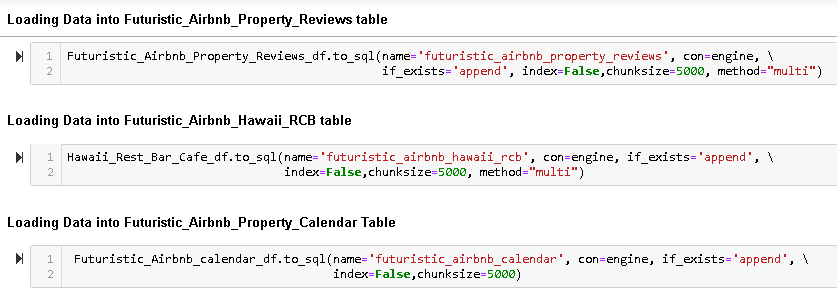 Loading Data into Futuristic_Airbnb_Property_Reviews table
1 Futuristic_Airbnb_Property_Reviews_df.to_sql(name='futuristic_airbnb_property_reviews', con=engine, \
2 if_exists='append', index=False,chunksize=5000, method="multi")
Loading Data into Futuristic_Airbnb_Hawaii_RCB table
1 Hawaii_Rest_Bar_Cafe_df.to_sql(name='futuristic_airbnb_hawaii_rcb', con=engine, if_exists='append', \
2 index=False,chunksize=5000, method="multi")
Loading Data into Futuristic_Airbnb_Property_Calendar Table
1 Futuristic_Airbnb_calendar_df.to_sql(name='futuristic_airbnb_calendar', con=engine, if_exists='append', \
2 index=False,chunksize=5000)